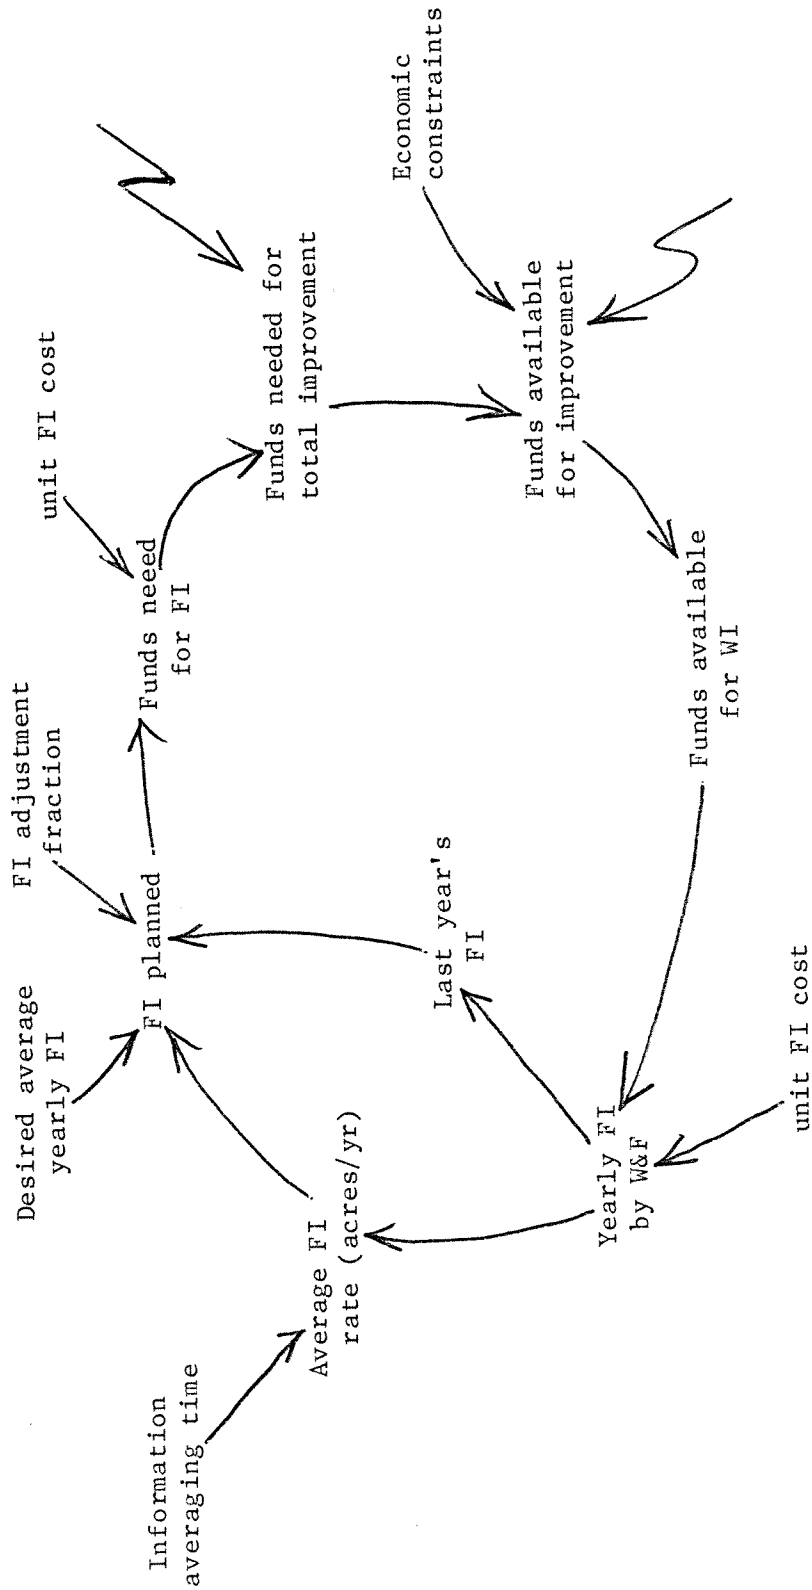 Desired average
yearly FI
FI adjustment
fraction
unit FI cost
FI planned
Funds neeed
for FI
Information
averaging time
Average FI
rate (acres/yr)
Last year's
FI
Funds needed for
total improvement
Economic
constraints
Funds available
for improvement
Yearly FI
by W&F
Funds available
for WI
unit FI cost